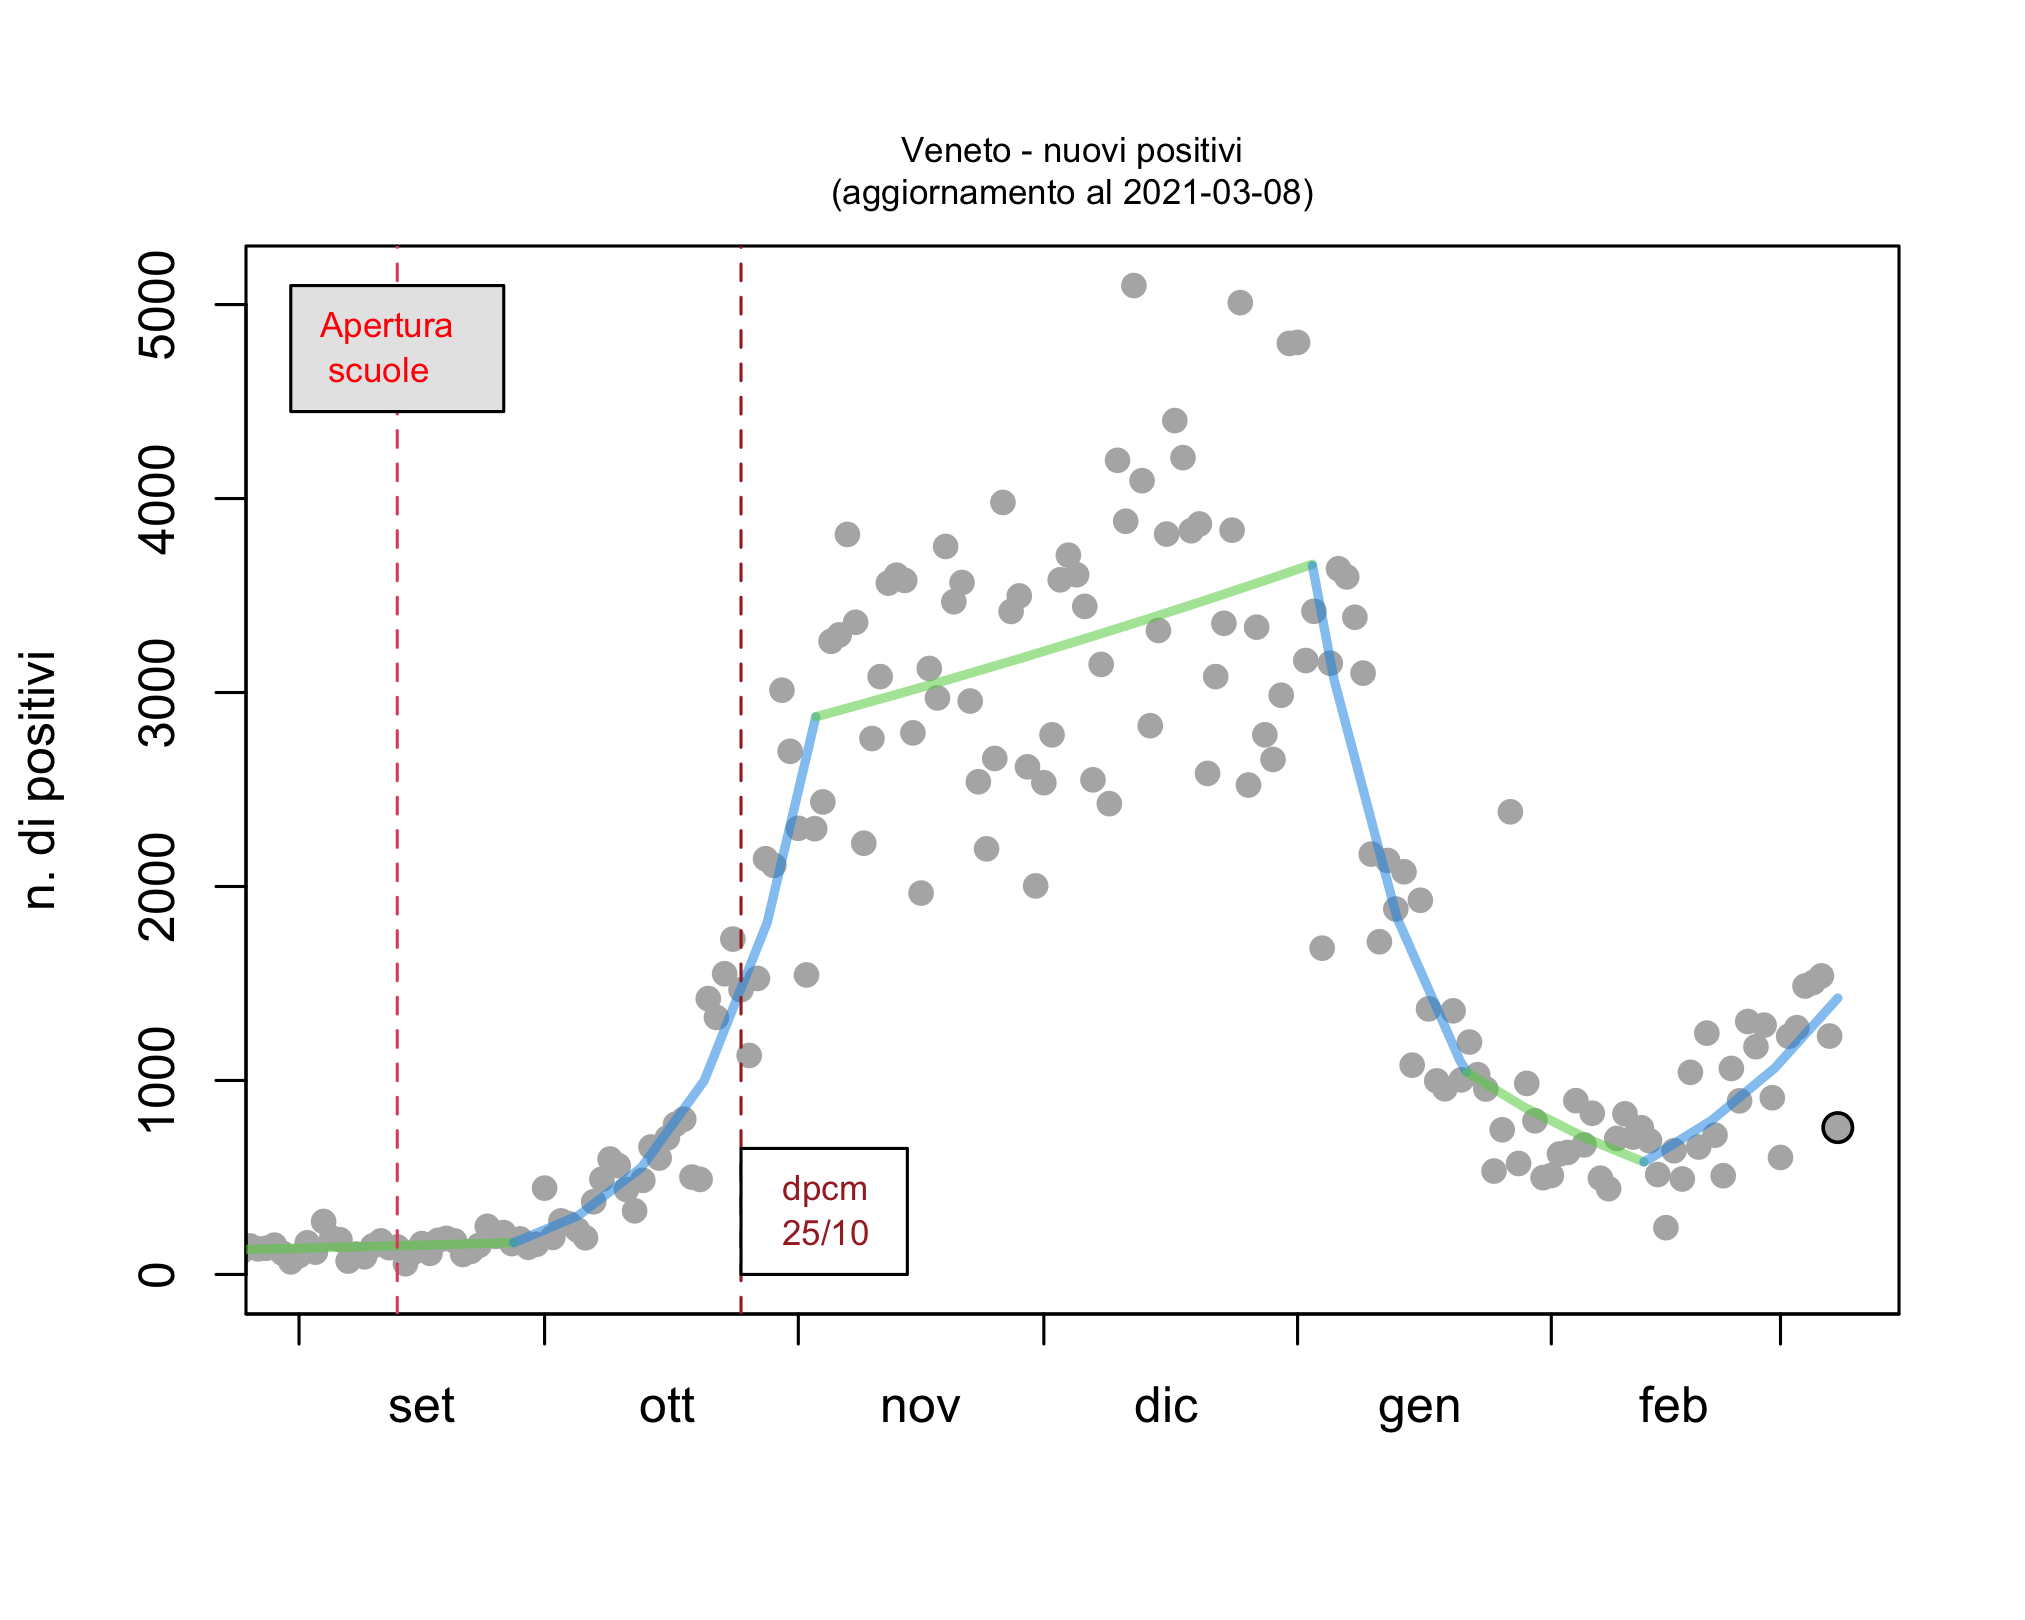 Veneto - nuovi positivi
(aggiornamento al 2021-03-08)
n. di positivi
5000
4000
3000
2000
1000
0
Apertura
scuole
dpcm
25/10
set
ott
nov
dic
gen
feb